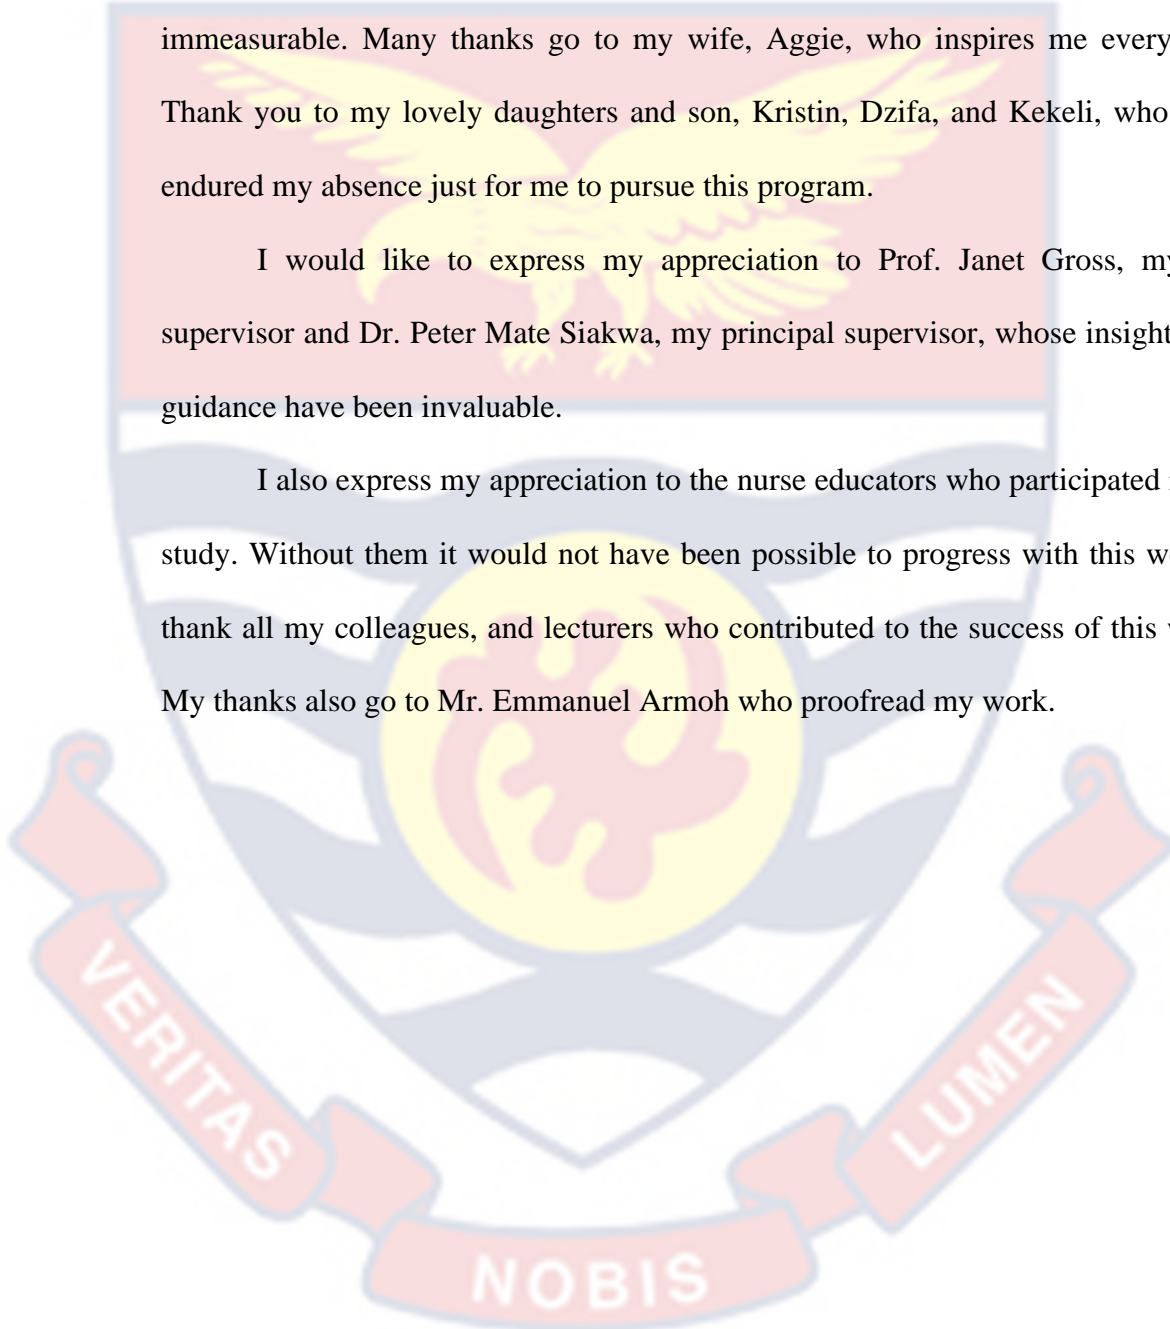 immeasurable. Many thanks go to my wife, Aggie, who inspires me every
Thank you to my lovely daughters and son, Kristin, Dzifa, and Kekeli, who
endured my absence just for me to pursue this program.
I would like to express my appreciation to Prof. Janet Gross, my
supervisor and Dr. Peter Mate Siakwa, my principal supervisor, whose insight
guidance have been invaluable.
I also express my appreciation to the nurse educators who participated
study. Without them it would not have been possible to progress with this
thank all my colleagues, and lecturers who contributed to the success of this
My thanks also go to Mr. Emmanuel Armoh who proofread my work.
VERITAS
NOBIS
LUMEN